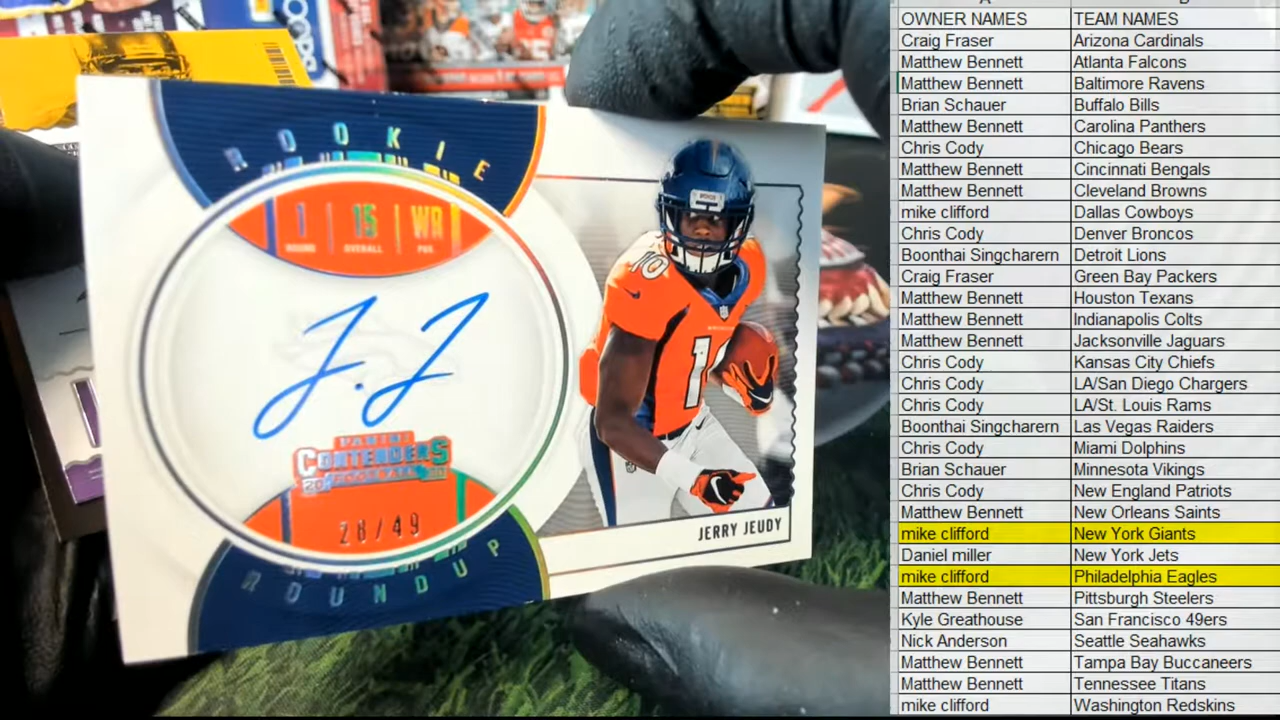 ROOKIE
1 15 WR
ROUND OVERALL POS
J.J
PANINI
CONTENDERS
2020 FOOTBALL
28/49
ROUNDUP
10
JERRY JEUDY
OWNER NAMES TEAM NAMES
Craig Fraser Arizona Cardinals
Matthew Bennett Atlanta Falcons
Matthew Bennett Baltimore Ravens
Brian Schauer Buffalo Bills
Matthew Bennett Carolina Panthers
Chris Cody Chicago Bears
Matthew Bennett Cincinnati Bengals
Matthew Bennett Cleveland Browns
mike clifford Dallas Cowboys
Chris Cody Denver Broncos
Boonthai Singcharern Detroit Lions
Craig Fraser Green Bay Packers
Matthew Bennett Houston Texans
Matthew Bennett Indianapolis Colts
Matthew Bennett Jacksonville Jaguars
Chris Cody Kansas City Chiefs
Chris Cody LA/San Diego Chargers
Chris Cody LA/St. Louis Rams
Boonthai Singcharern Las Vegas Raiders
Chris Cody Miami Dolphins
Brian Schauer Minnesota Vikings
Chris Cody New England Patriots
Matthew Bennett New Orleans Saints
mike clifford New York Giants
Daniel miller New York Jets
mike clifford Philadelphia Eagles
Matthew Bennett Pittsburgh Steelers
Kyle Greathouse San Francisco 49ers
Nick Anderson Seattle Seahawks
Matthew Bennett Tampa Bay Buccaneers
Matthew Bennett Tennessee Titans
mike clifford Washington Redskins